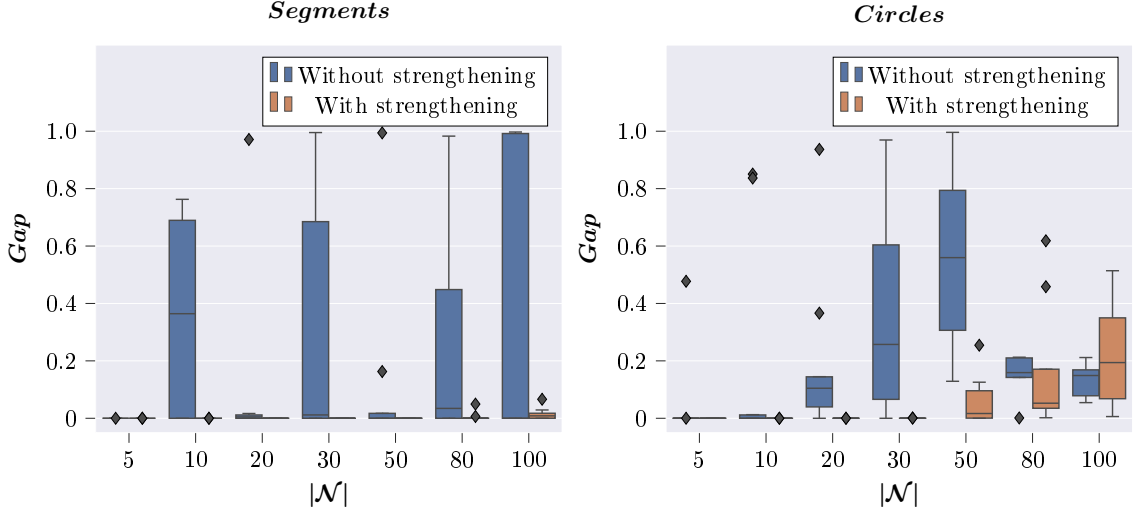 Segments
Without strengthening
With strengthening
1.0
0.8
0.6
0.4
0.2
0
Gap
5 10 20 30 50 80 100
|𝒩|
Circles
Without strengthening
With strengthening
1.0
0.8
0.6
0.4
0.2
0
Gap
5 10 20 30 50 80 100
|𝒩|